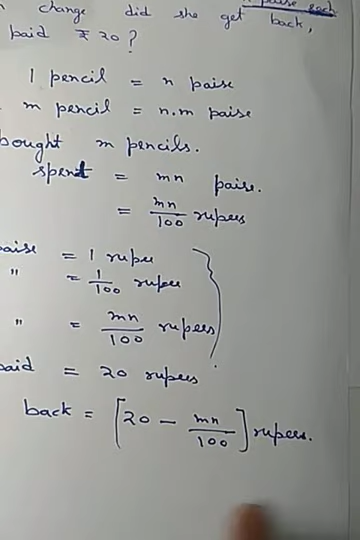 change did she get back,
paid ₹ 20?
1 pencil = n paise
m pencil = n.m paise
bought m pencils.
spent = mn paise.
= mn/100 rupees
paise = 1 rupee
" = 1/100 rupee
" = mn/100 rupees
paid = 20 rupees
back = [20 - mn/100] rupees.